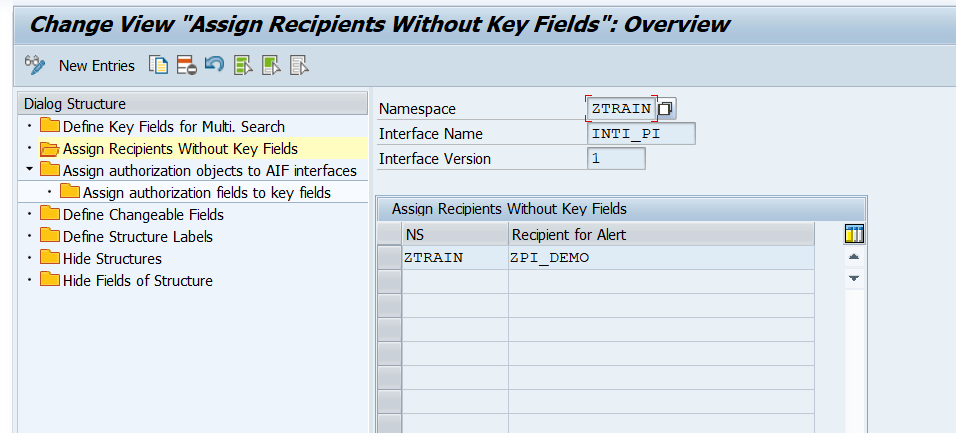 Change View "Assign Recipients Without Key Fields": Overview
New Entries
Dialog Structure
Define Key Fields for Multi. Search
Assign Recipients Without Key Fields
Assign authorization objects to AIF interfaces
Assign authorization fields to key fields
Define Changeable Fields
Define Structure Labels
Hide Structures
Hide Fields of Structure
Namespace ZTRAIN
Interface Name INTI_PI
Interface Version 1
Assign Recipients Without Key Fields
NS Recipient for Alert
ZTRAIN ZPI_DEMO